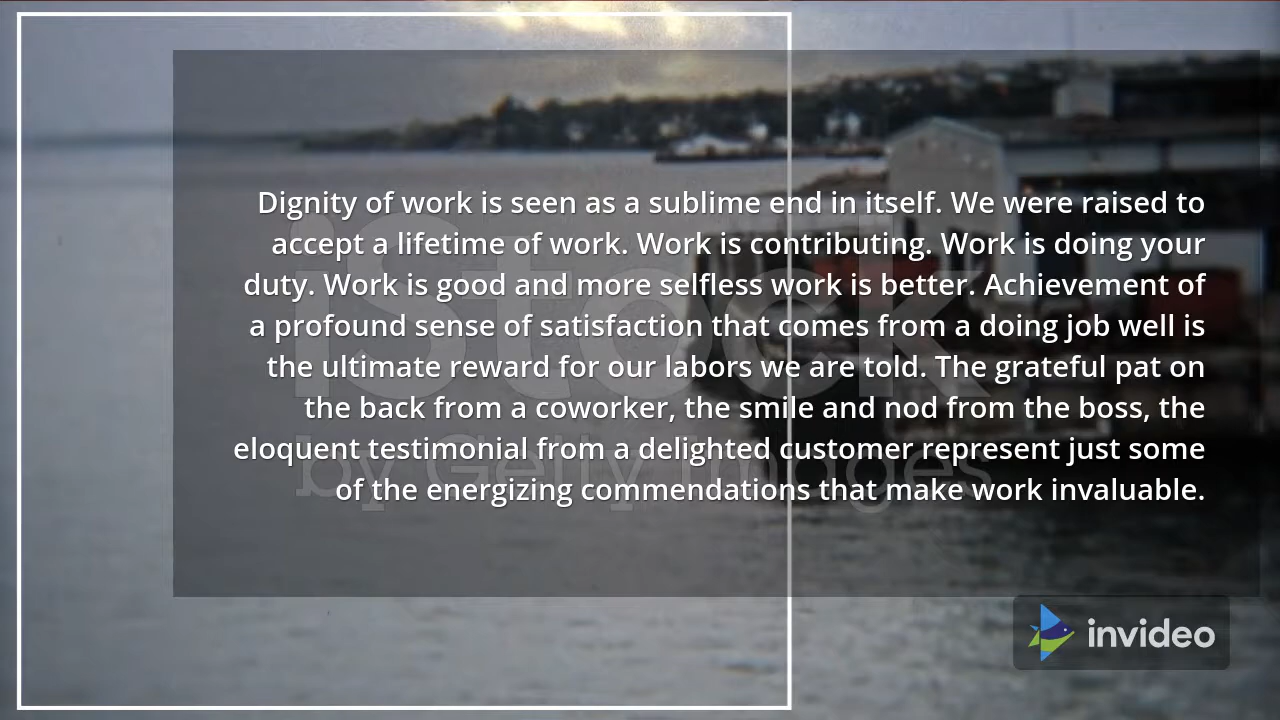 Dignity of work is seen as a sublime end in itself. We were raised to
accept a lifetime of work. Work is contributing. Work is doing your
duty. Work is good and more selfless work is better. Achievement of
a profound sense of satisfaction that comes from a doing job well is
the ultimate reward for our labors we are told. The grateful pat on
the back from a coworker, the smile and nod from the boss, the
eloquent testimonial from a delighted customer represent just some
of the energizing commendations that make work invaluable.
iStock
by Getty Images
invideo